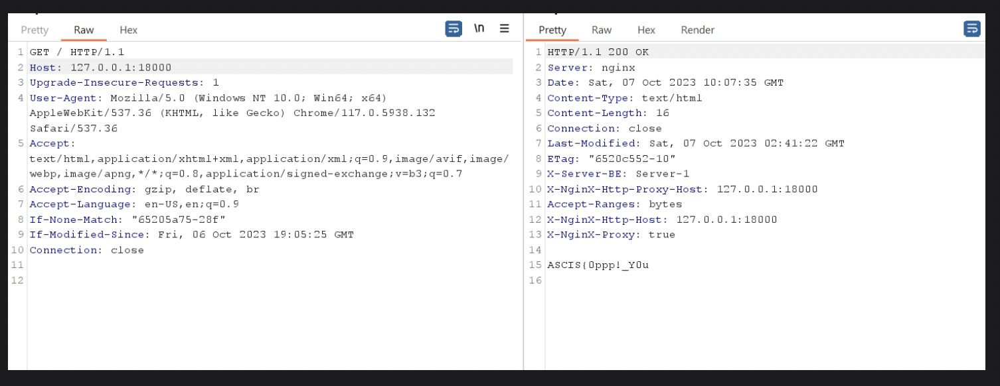 Pretty Raw Hex \n
1 GET / HTTP/1.1
2 Host: 127.0.0.1:18000
3 Upgrade-Insecure-Requests: 1
4 User-Agent: Mozilla/5.0 (Windows NT 10.0; Win64; x64)
AppleWebKit/537.36 (KHTML, like Gecko) Chrome/117.0.5938.132
Safari/537.36
5 Accept:
text/html,application/xhtml+xml,application/xml;q=0.9,image/avif,image/
webp,image/apng,*/*;q=0.8,application/signed-exchange;v=b3;q=0.7
6 Accept-Encoding: gzip, deflate, br
7 Accept-Language: en-US,en;q=0.9
8 If-None-Match: "65205a75-28f"
9 If-Modified-Since: Fri, 06 Oct 2023 19:05:25 GMT
10 Connection: close
11
12
Pretty Raw Hex Render
1 HTTP/1.1 200 OK
2 Server: nginx
3 Date: Sat, 07 Oct 2023 10:07:35 GMT
4 Content-Type: text/html
5 Content-Length: 16
6 Connection: close
7 Last-Modified: Sat, 07 Oct 2023 02:41:22 GMT
8 ETag: "6520c552-10"
9 X-Server-BE: Server-1
10 X-NginX-Http-Proxy-Host: 127.0.0.1:18000
11 Accept-Ranges: bytes
12 X-NginX-Http-Host: 127.0.0.1:18000
13 X-NginX-Proxy: true
14
15 ASCIS{0ppp!_Y0u
16